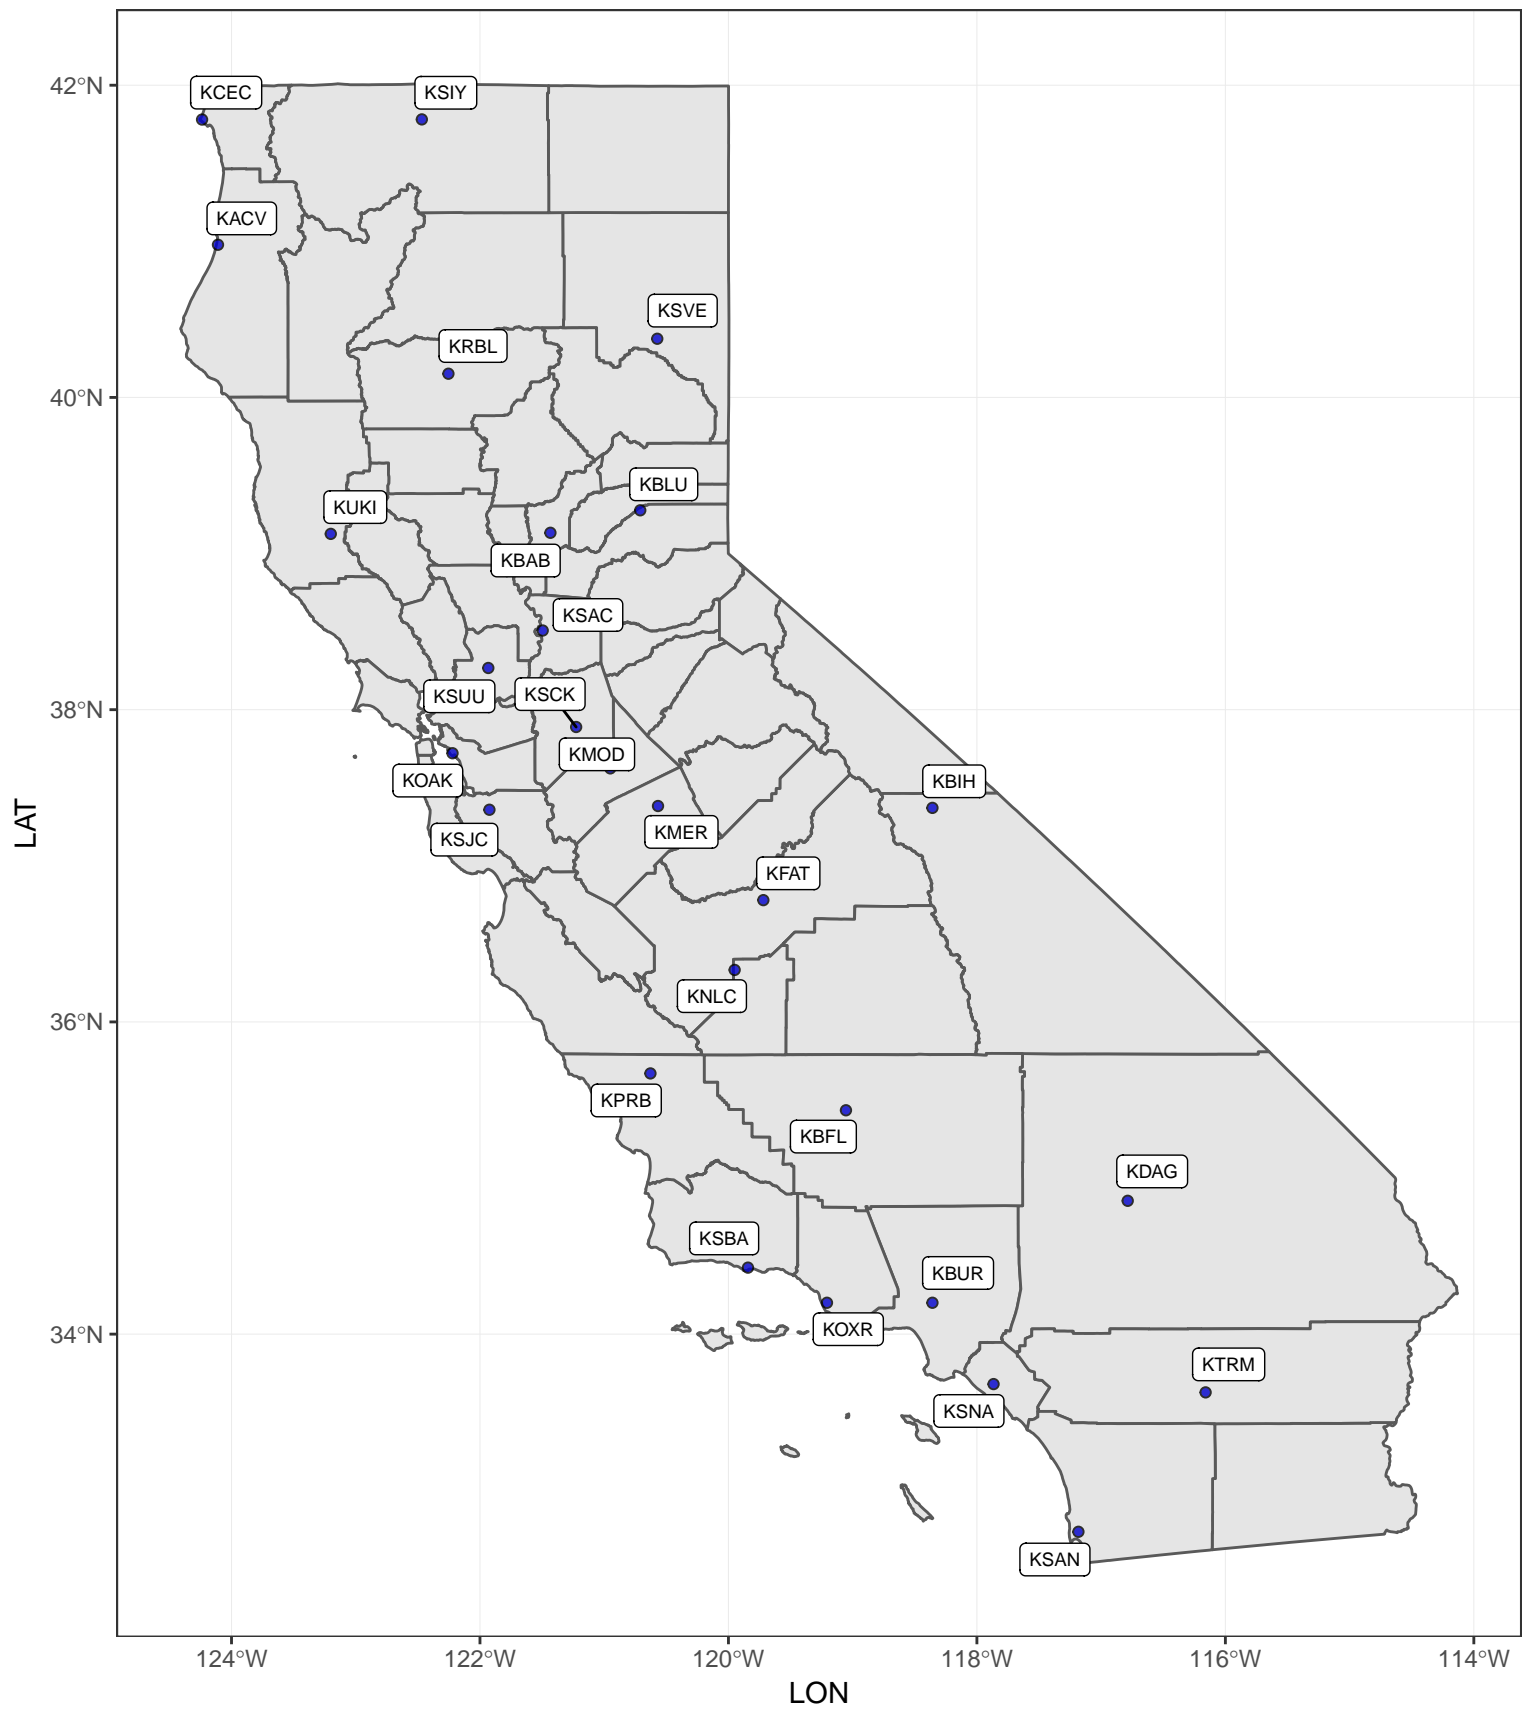 42°N
40°N
38°N
36°N
34°N
LAT
KCEC
KSIY
KACV
KSVE
KRBL
KBLU
KUKI
KBAB
KSAC
KSUU
KSCK
KMOD
KOAK
KBIH
KSJC
KMER
KFAT
KNLC
KPRB
KBFL
KDAG
KSBA
KBUR
KOXR
KTRM
KSNA
KSAN
124°W
122°W
120°W
118°W
116°W
114°W
LON